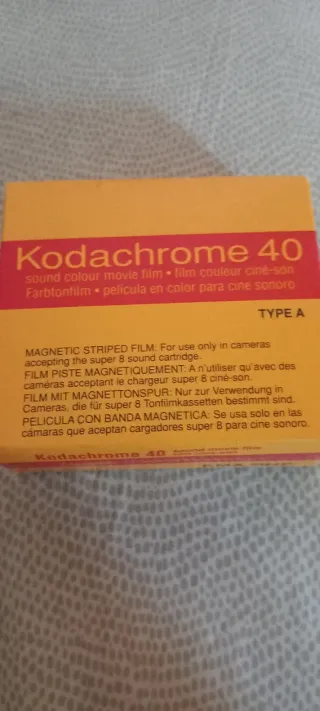 Kodachrome 40
sound colour movie film • film couleur ciné-son
Farbtonfilm • película en color para cine sonoro
TYPE A
MAGNETIC STRIPED FILM: For use only in cameras
accepting the super 8 sound cartridge.
FILM PISTE MAGNETIQUEMENT: A n'utiliser qu'avec des
caméras acceptant le chargeur super 8 ciné-son.
FILM MIT MAGNETTONSPUR: Nur zur Verwendung in
Cameras, die für super 8 Tonfilmkassetten bestimmt sind.
PELICULA CON BANDA MAGNETICA: Se usa solo en las
cámaras que aceptan cargadores super 8 para cine sonoro.
Kodachrome 40